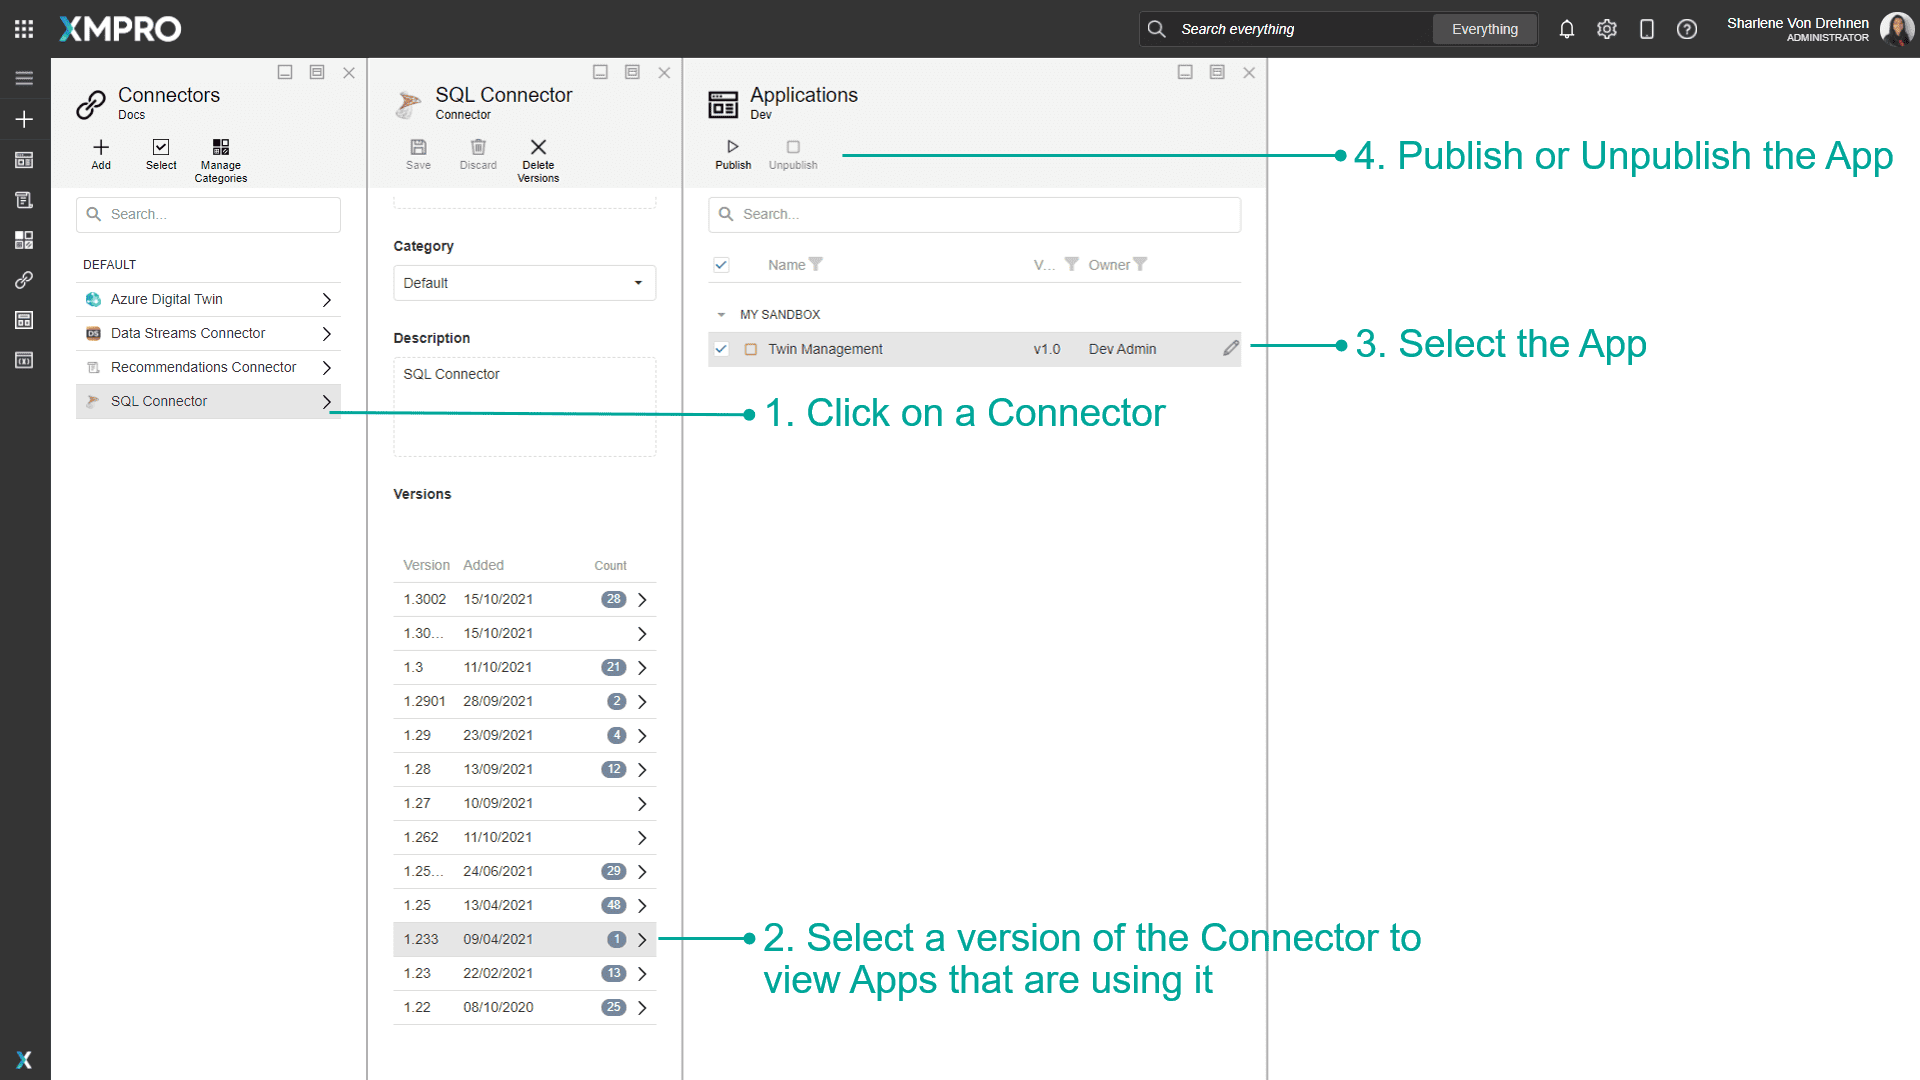 XMPRO
Search everything
Everything
Sharlene Von Drehnen
ADMINISTRATOR
Connectors
Docs
Add
Select
Manage
Categories
Search...
DEFAULT
Azure Digital Twin
DS
Data Streams Connector
Recommendations Connector
SQL Connector
SQL Connector
Connector
Save
Discard
Delete
Versions
Category
Default
Description
SQL Connector
Versions
Version Added Count
1.3002 15/10/2021 28
1.30... 15/10/2021
1.3 11/10/2021 21
1.2901 28/09/2021 2
1.29 23/09/2021 4
1.28 13/09/2021 12
1.27 10/09/2021
1.262 11/10/2021
1.25... 24/06/2021 29
1.25 13/04/2021 48
1.233 09/04/2021 1
1.23 22/02/2021 13
1.22 08/10/2020 25
Applications
Dev
Publish
Unpublish
Search...
Name V... Owner
MY SANDBOX
Twin Management v1.0 Dev Admin
4. Publish or Unpublish the App
3. Select the App
1. Click on a Connector
2. Select a version of the Connector to
view Apps that are using it